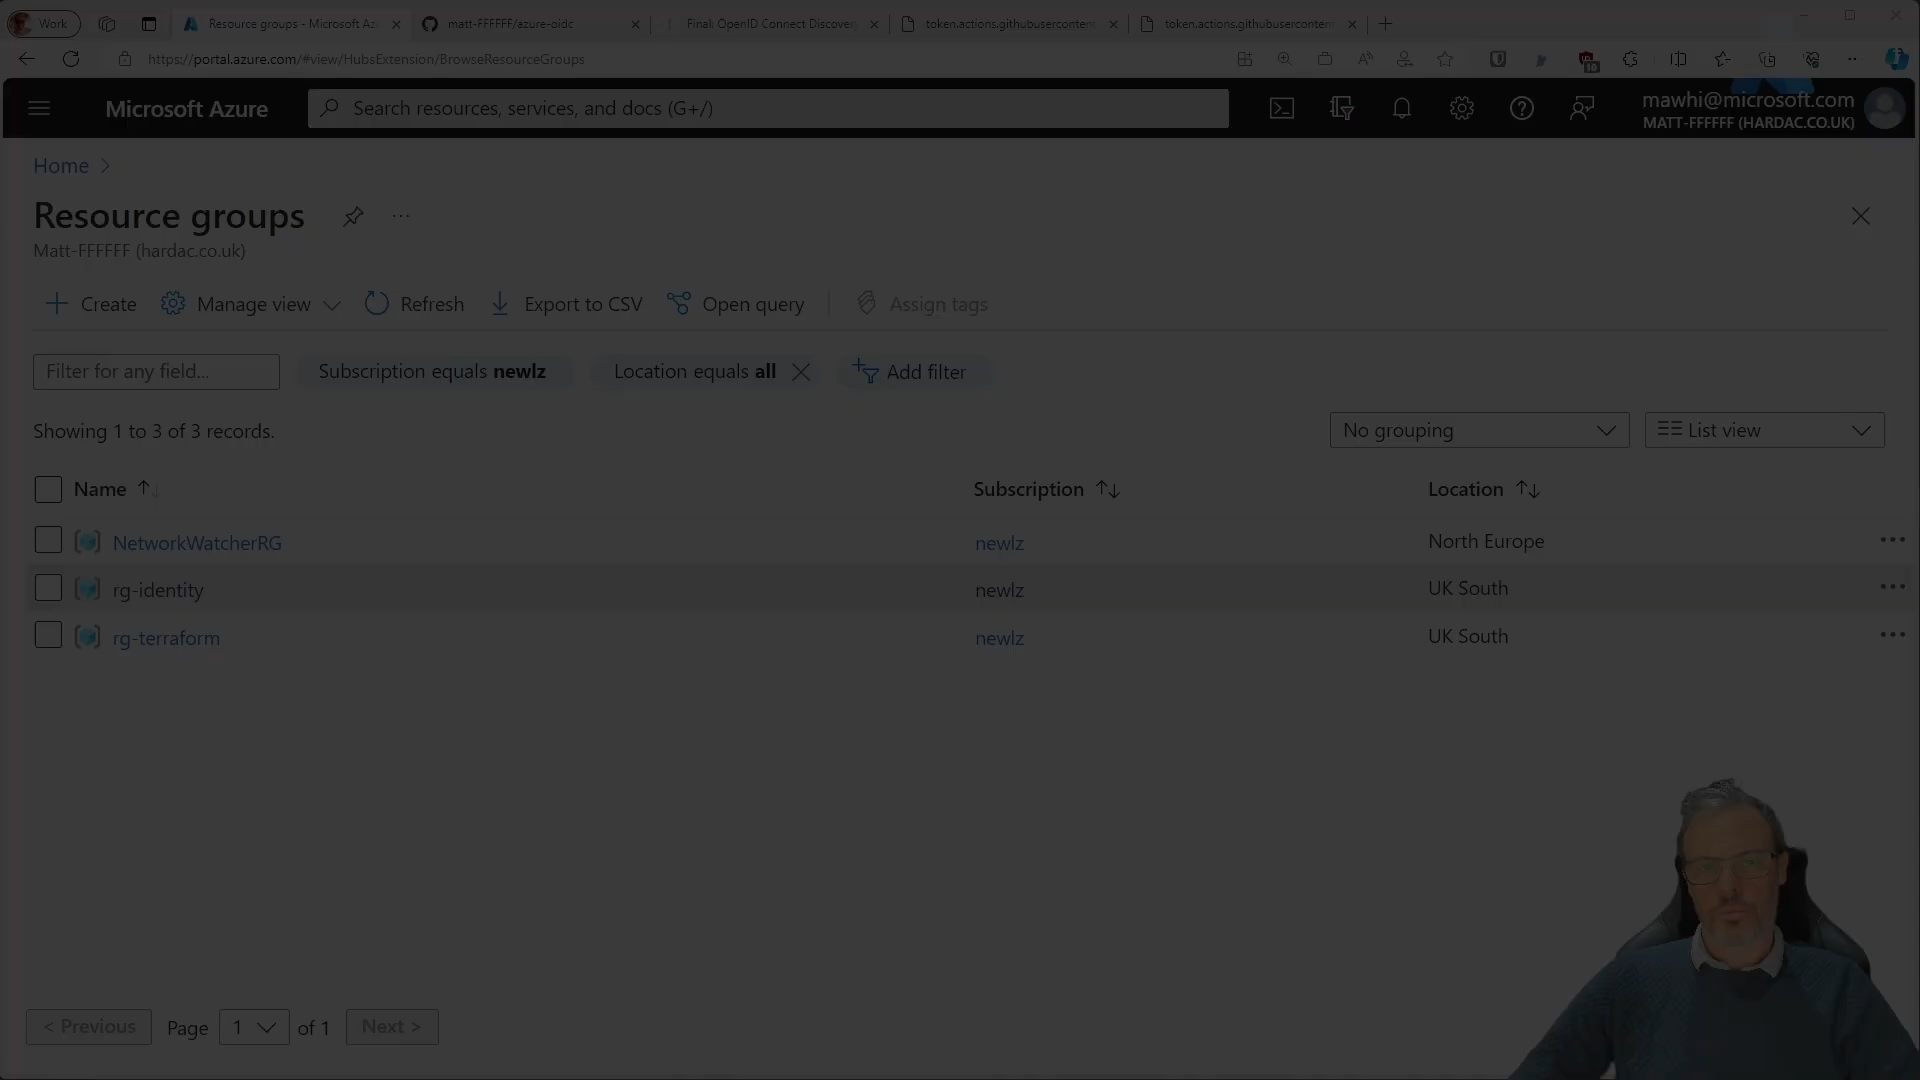 Work
Resource groups - Microsoft Az
matt-FFFFFF/azure-oidc
Final: OpenID Connect Discover
token.actions.githubusercontent
token.actions.githubusercontent
https://portal.azure.com/#view/HubsExtension/BrowseResourceGroups
10
Microsoft Azure
Search resources, services, and docs (G+/)
mawhi@microsoft.com
MATT-FFFFFF (HARDAC.CO.UK)
Home
Resource groups
Matt-FFFFFF (hardac.co.uk)
Create
Manage view
Refresh
Export to CSV
Open query
Assign tags
Filter for any field...
Subscription equals newlz
Location equals all
Add filter
Showing 1 to 3 of 3 records.
No grouping
List view
Name
Subscription
Location
NetworkWatcherRG
newlz
North Europe
rg-identity
newlz
UK South
rg-terraform
newlz
UK South
< Previous
Page
1
of 1
Next >